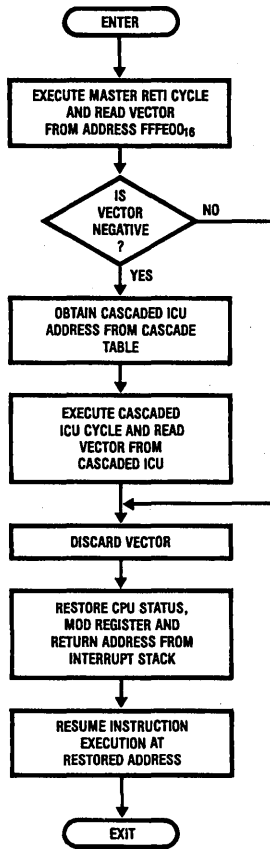 ENTER
EXECUTE MASTER RETI CYCLE
AND READ VECTOR
FROM ADDRESS FFFE00₁₆
IS
VECTOR
NEGATIVE
?
NO
YES
OBTAIN CASCADED ICU
ADDRESS FROM CASCADE
TABLE
EXECUTE CASCADED
ICU CYCLE AND READ
VECTOR FROM
CASCADED ICU
DISCARD VECTOR
RESTORE CPU STATUS,
MOD REGISTER AND
RETURN ADDRESS FROM
INTERRUPT STACK
RESUME INSTRUCTION
EXECUTION AT
RESTORED ADDRESS
EXIT